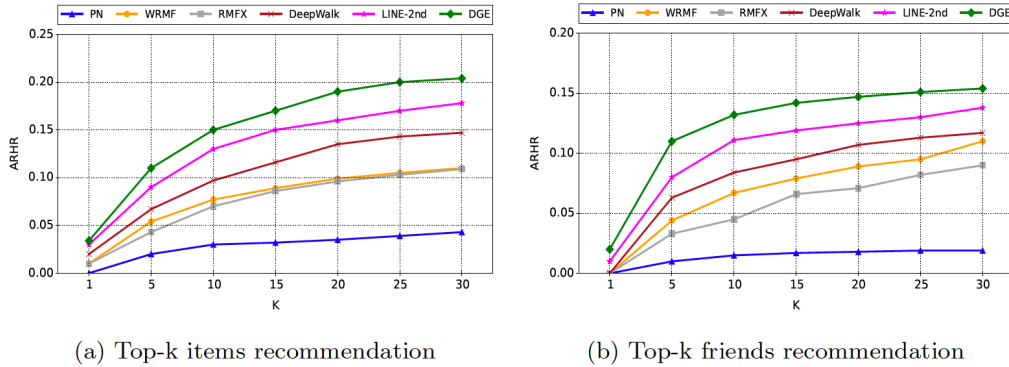 PN WRMF RMFX DeepWalk LINE-2nd DGE
0.25
0.20
0.15
0.10
0.05
0.00
ARHR
1 5 10 15 20 25 30
K
(a) Top-k items recommendation
PN WRMF RMFX DeepWalk LINE-2nd DGE
0.20
0.15
0.10
0.05
0.00
ARHR
1 5 10 15 20 25 30
K
(b) Top-k friends recommendation